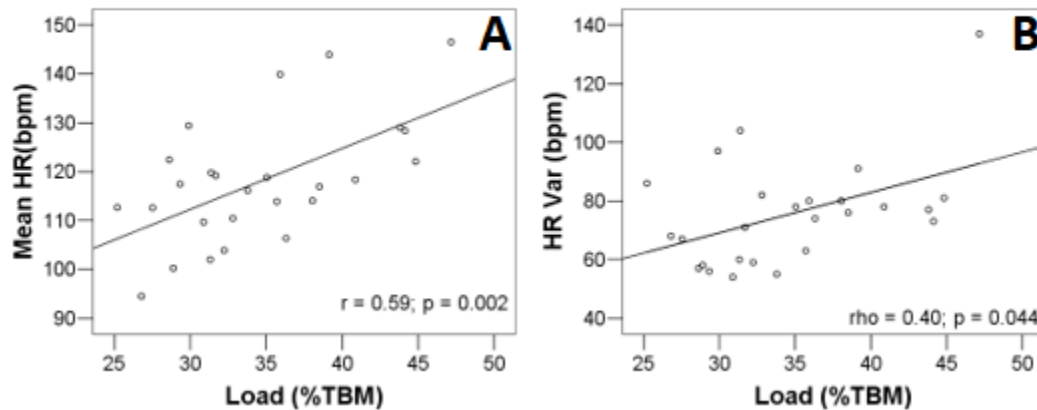 A
Mean HR(bpm)
150
140
130
120
110
100
90
r = 0.59; p = 0.002
25 30 35 40 45 50
Load (%TBM)
B
HR Var (bpm)
140
120
100
80
60
40
rho = 0.40; p = 0.044
25 30 35 40 45 50
Load (%TBM)